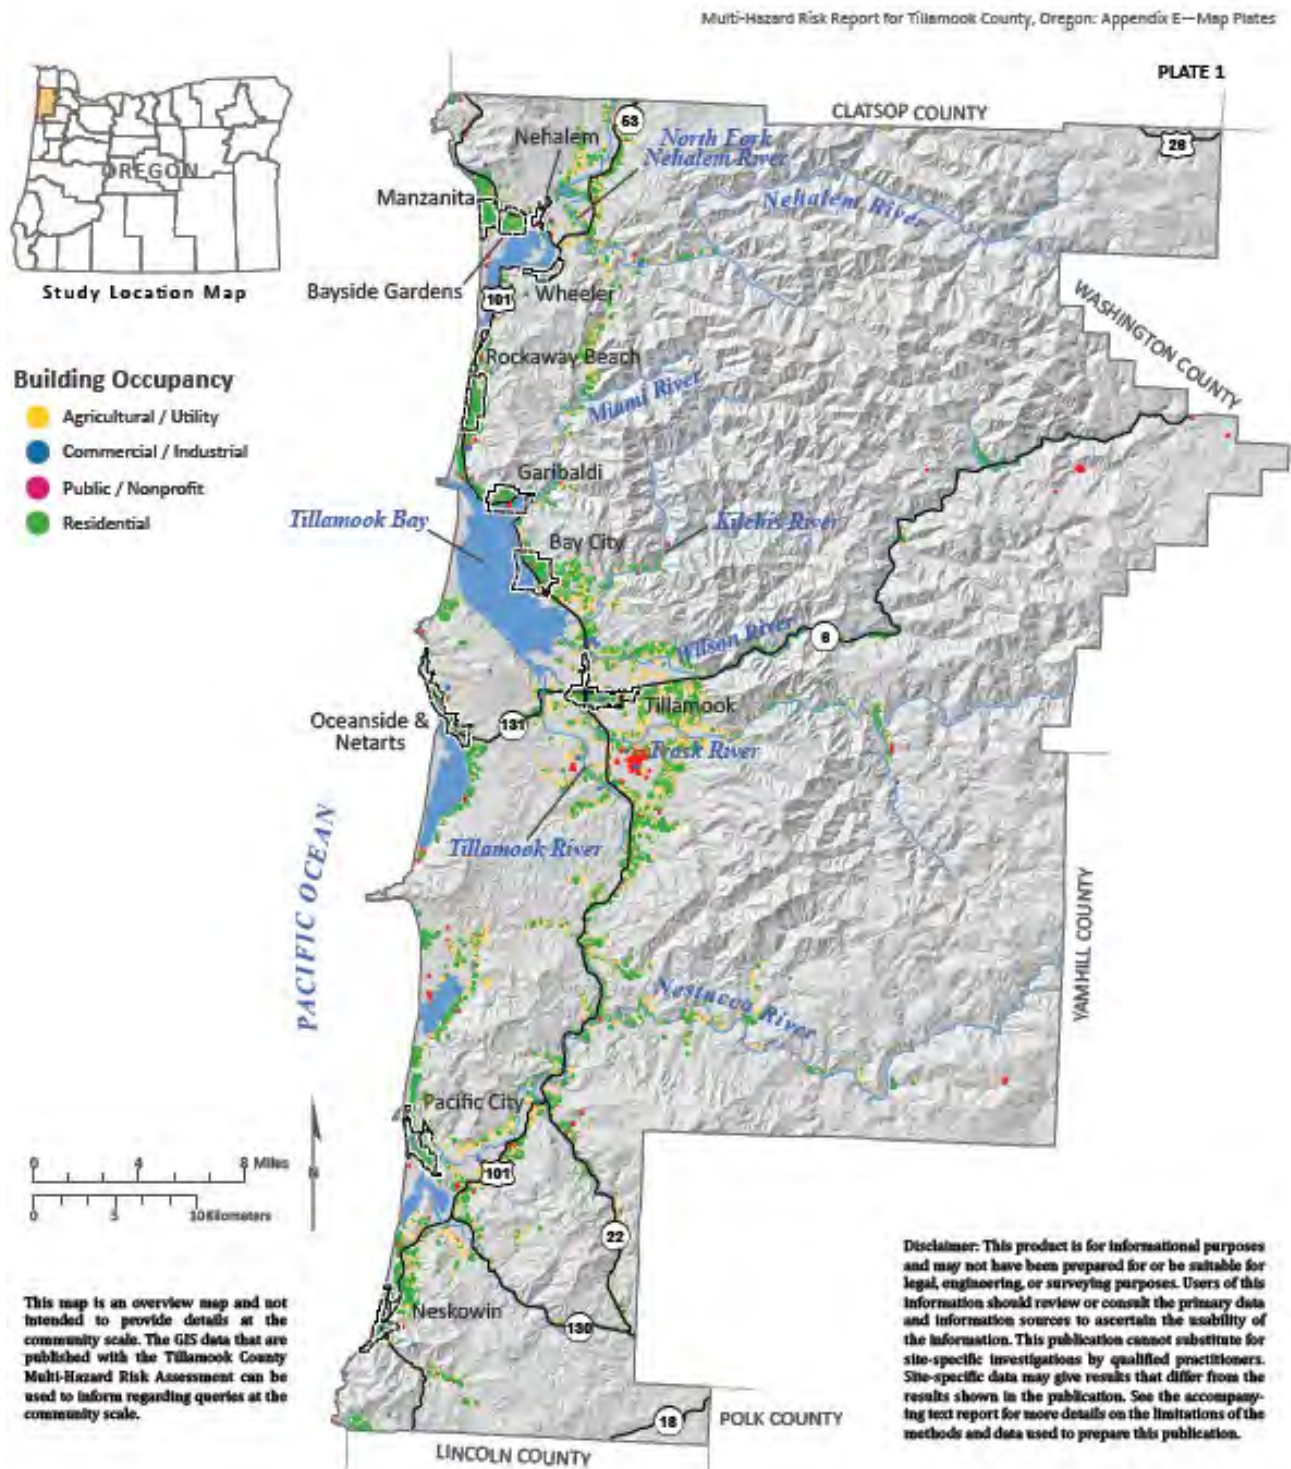 Multi-Hazard Risk Report for Tillamook County, Oregon: Appendix E—Map Plates
PLATE 1
CLATSOP COUNTY
OREGON
Study Location Map
53
26
Nehalem
North Fork
Nehalem River
Manzanita
Nehalem River
Bayside Gardens
Wheeler
101
WASHINGTON COUNTY
Rockaway Beach
Building Occupancy
Agricultural / Utility
Commercial / Industrial
Public / Nonprofit
Residential
Miami River
Garibaldi
Tillamook Bay
Kilchis River
Bay City
Wilson River
6
Tillamook
Oceanside &
Netarts
131
Trask River
Tillamook River
PACIFIC OCEAN
YAMHILL COUNTY
Nestucca River
Pacific City
0 4 8 Miles
0 5 10 Kilometers
N
101
22
This map is an overview map and not
intended to provide details at the
community scale. The GIS data that are
published with the Tillamook County
Multi-Hazard Risk Assessment can be
used to inform regarding queries at the
community scale.
Neskowin
130
18
POLK COUNTY
LINCOLN COUNTY
Disclaimer: This product is for informational purposes
and may not have been prepared for or be suitable for
legal, engineering, or surveying purposes. Users of this
information should review or consult the primary data
and information sources to ascertain the usability of
the information. This publication cannot substitute for
site-specific investigations by qualified practitioners.
Site-specific data may give results that differ from the
results shown in the publication. See the accompany-
ing text report for more details on the limitations of the
methods and data used to prepare this publication.